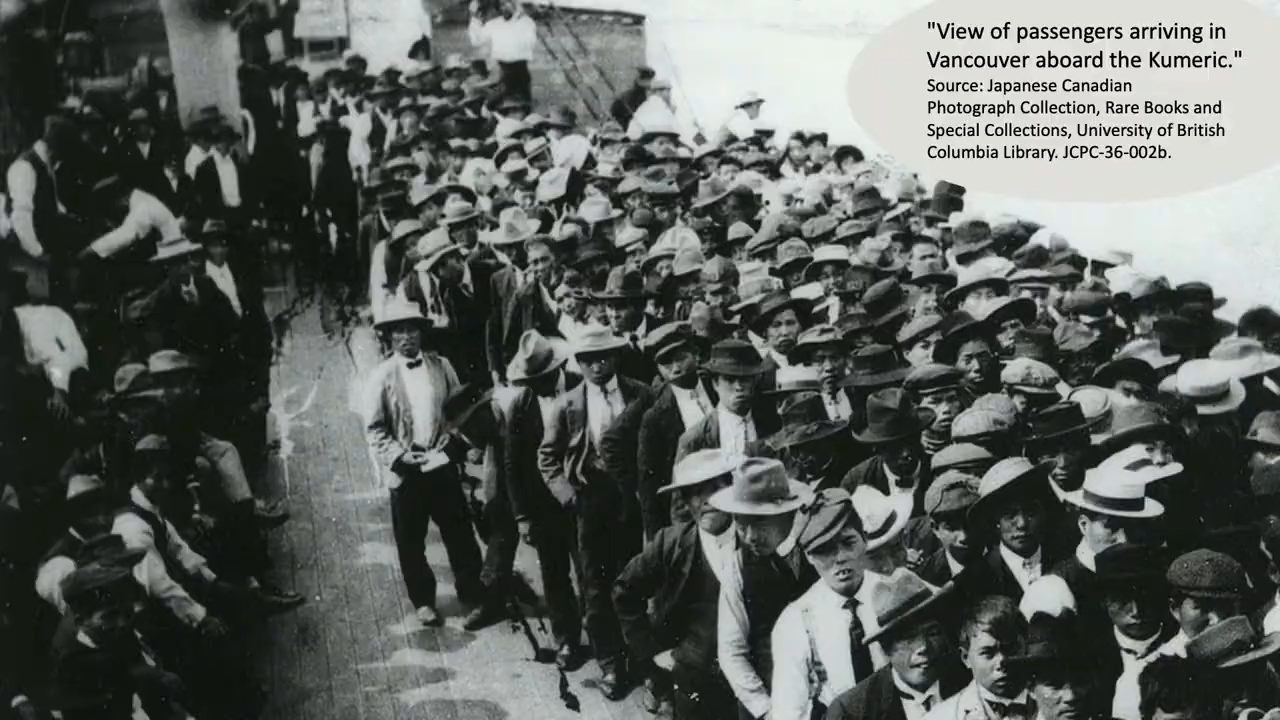 "View of passengers arriving in
Vancouver aboard the Kumeric."
Source: Japanese Canadian
Photograph Collection, Rare Books and
Special Collections, University of British
Columbia Library. JCPC-36-002b.